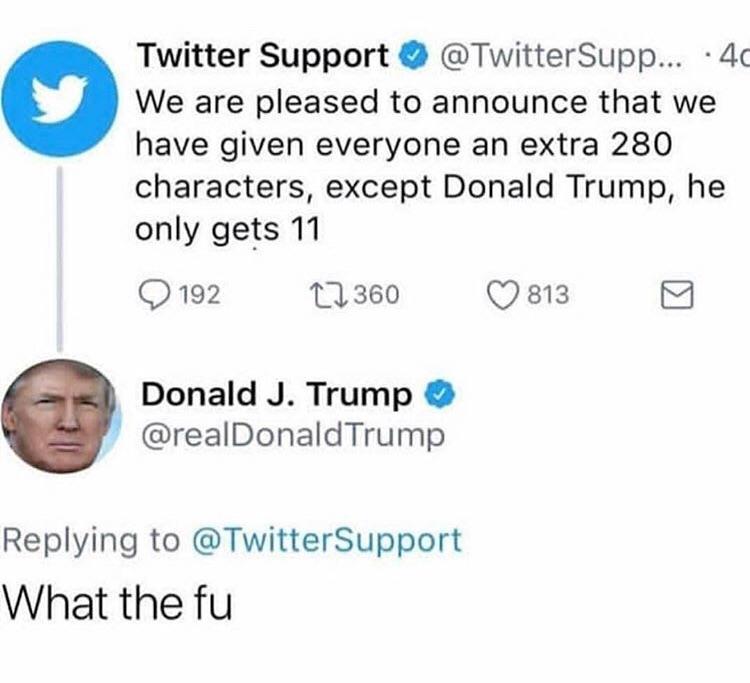 Twitter Support @TwitterSupp... · 4d
We are pleased to announce that we
have given everyone an extra 280
characters, except Donald Trump, he
only gets 11
192 360 813
Donald J. Trump
@realDonaldTrump
Replying to @TwitterSupport
What the fu